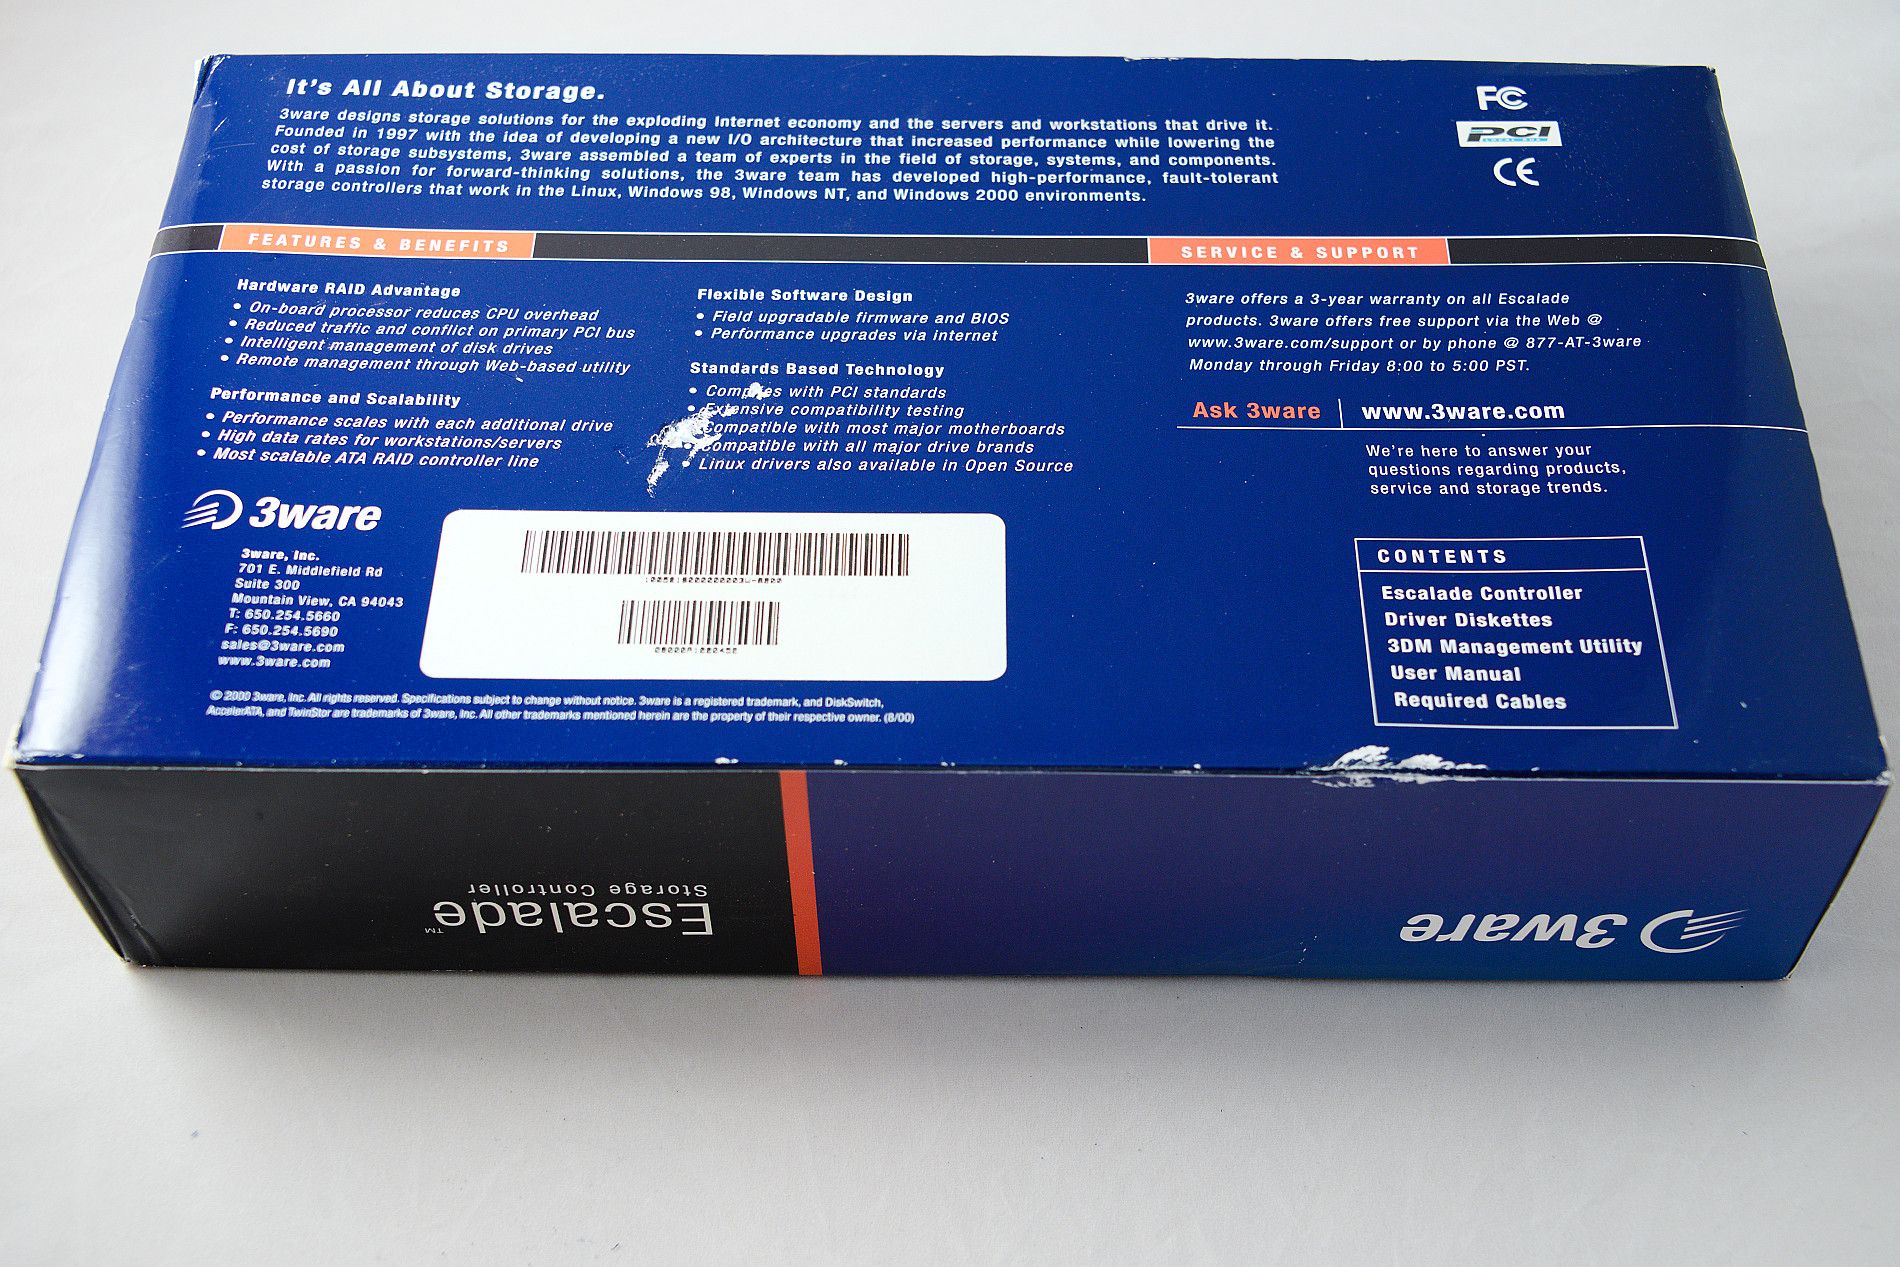 It's All About Storage.
3ware designs storage solutions for the exploding Internet economy and the servers and workstations that drive it.
Founded in 1997 with the idea of developing a new I/O architecture that increased performance while lowering the
cost of storage subsystems, 3ware assembled a team of experts in the field of storage, systems, and components.
With a passion for forward-thinking solutions, the 3ware team has developed high-performance, fault-tolerant
storage controllers that work in the Linux, Windows 98, Windows NT, and Windows 2000 environments.
FC
PCI
CE
FEATURES & BENEFITS
Hardware RAID Advantage
• On-board processor reduces CPU overhead
• Reduced traffic and conflict on primary PCI bus
• Intelligent management of disk drives
• Remote management through Web-based utility
Performance and Scalability
• Performance scales with each additional drive
• High data rates for workstations/servers
• Most scalable ATA RAID controller line
Flexible Software Design
• Field upgradable firmware and BIOS
• Performance upgrades via internet
Standards Based Technology
• Complies with PCI standards
• Extensive compatibility testing
• Compatible with most major motherboards
• Compatible with all major drive brands
• Linux drivers also available in Open Source
SERVICE & SUPPORT
3ware offers a 3-year warranty on all Escalade
products. 3ware offers free support via the Web @
www.3ware.com/support or by phone @ 877-AT-3ware
Monday through Friday 8:00 to 5:00 PST.
Ask 3ware | www.3ware.com
We're here to answer your
questions regarding products,
service and storage trends.
3ware
3ware, Inc.
701 E. Middlefield Rd
Suite 300
Mountain View, CA 94043
T: 650.254.5660
F: 650.254.5690
sales@3ware.com
www.3ware.com
CONTENTS
Escalade Controller
Driver Diskettes
3DM Management Utility
User Manual
Required Cables
© 2000 3ware, Inc. All rights reserved. Specifications subject to change without notice. 3ware is a registered trademark, and DiskSwitch,
AccelerATA, and TwinStor are trademarks of 3ware, Inc. All other trademarks mentioned herein are the property of their respective owner. (8/00)
3ware
Escalade™
Storage Controller